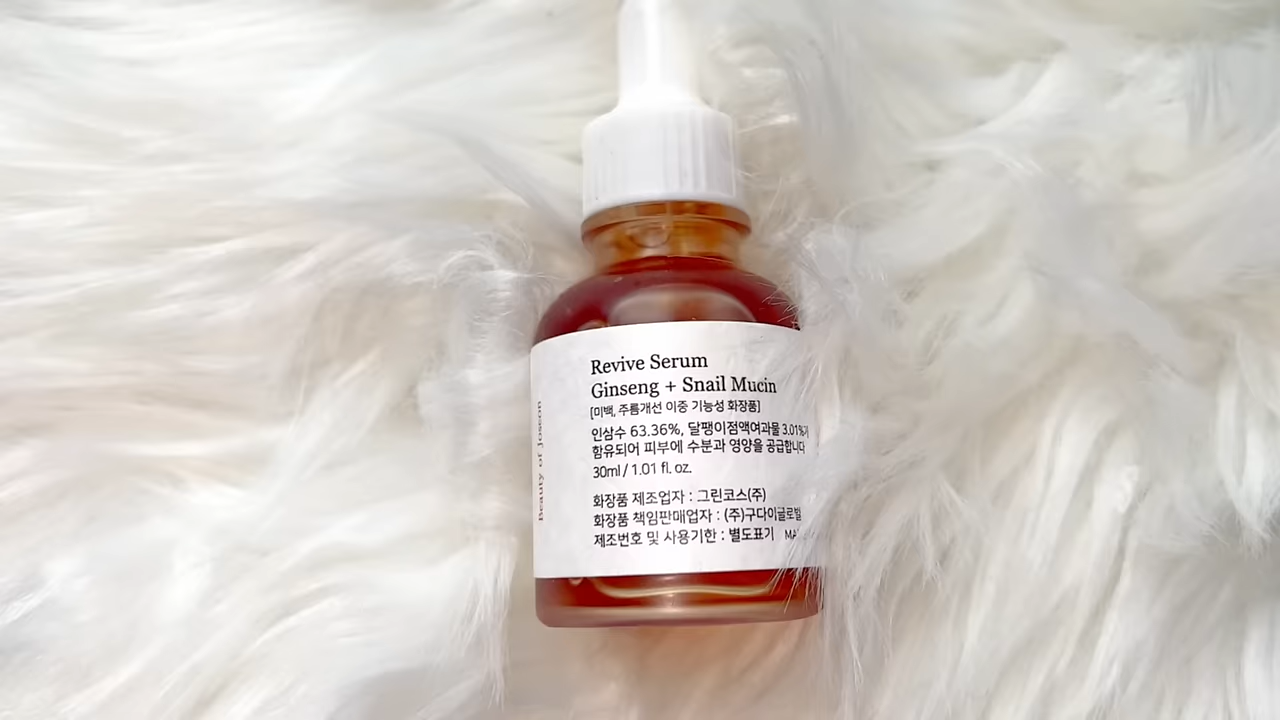 Revive Serum
Ginseng + Snail Mucin
[미백, 주름개선 이중 기능성 화장품]
인삼수 63.36%, 달팽이점액여과물 3.01%가
함유되어 피부에 수분과 영양을 공급합니다
30ml / 1.01 fl. oz.
화장품 제조업자 : 그린코스(주)
화장품 책임판매업자 : (주)구다이글로벌
제조번호 및 사용기한 : 별도표기
Beauty of Joseon